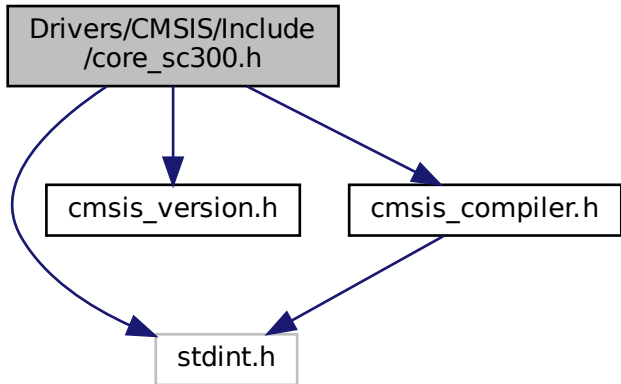 Drivers/CMSIS/Include
/core_sc300.h
cmsis_version.h
cmsis_compiler.h
stdint.h